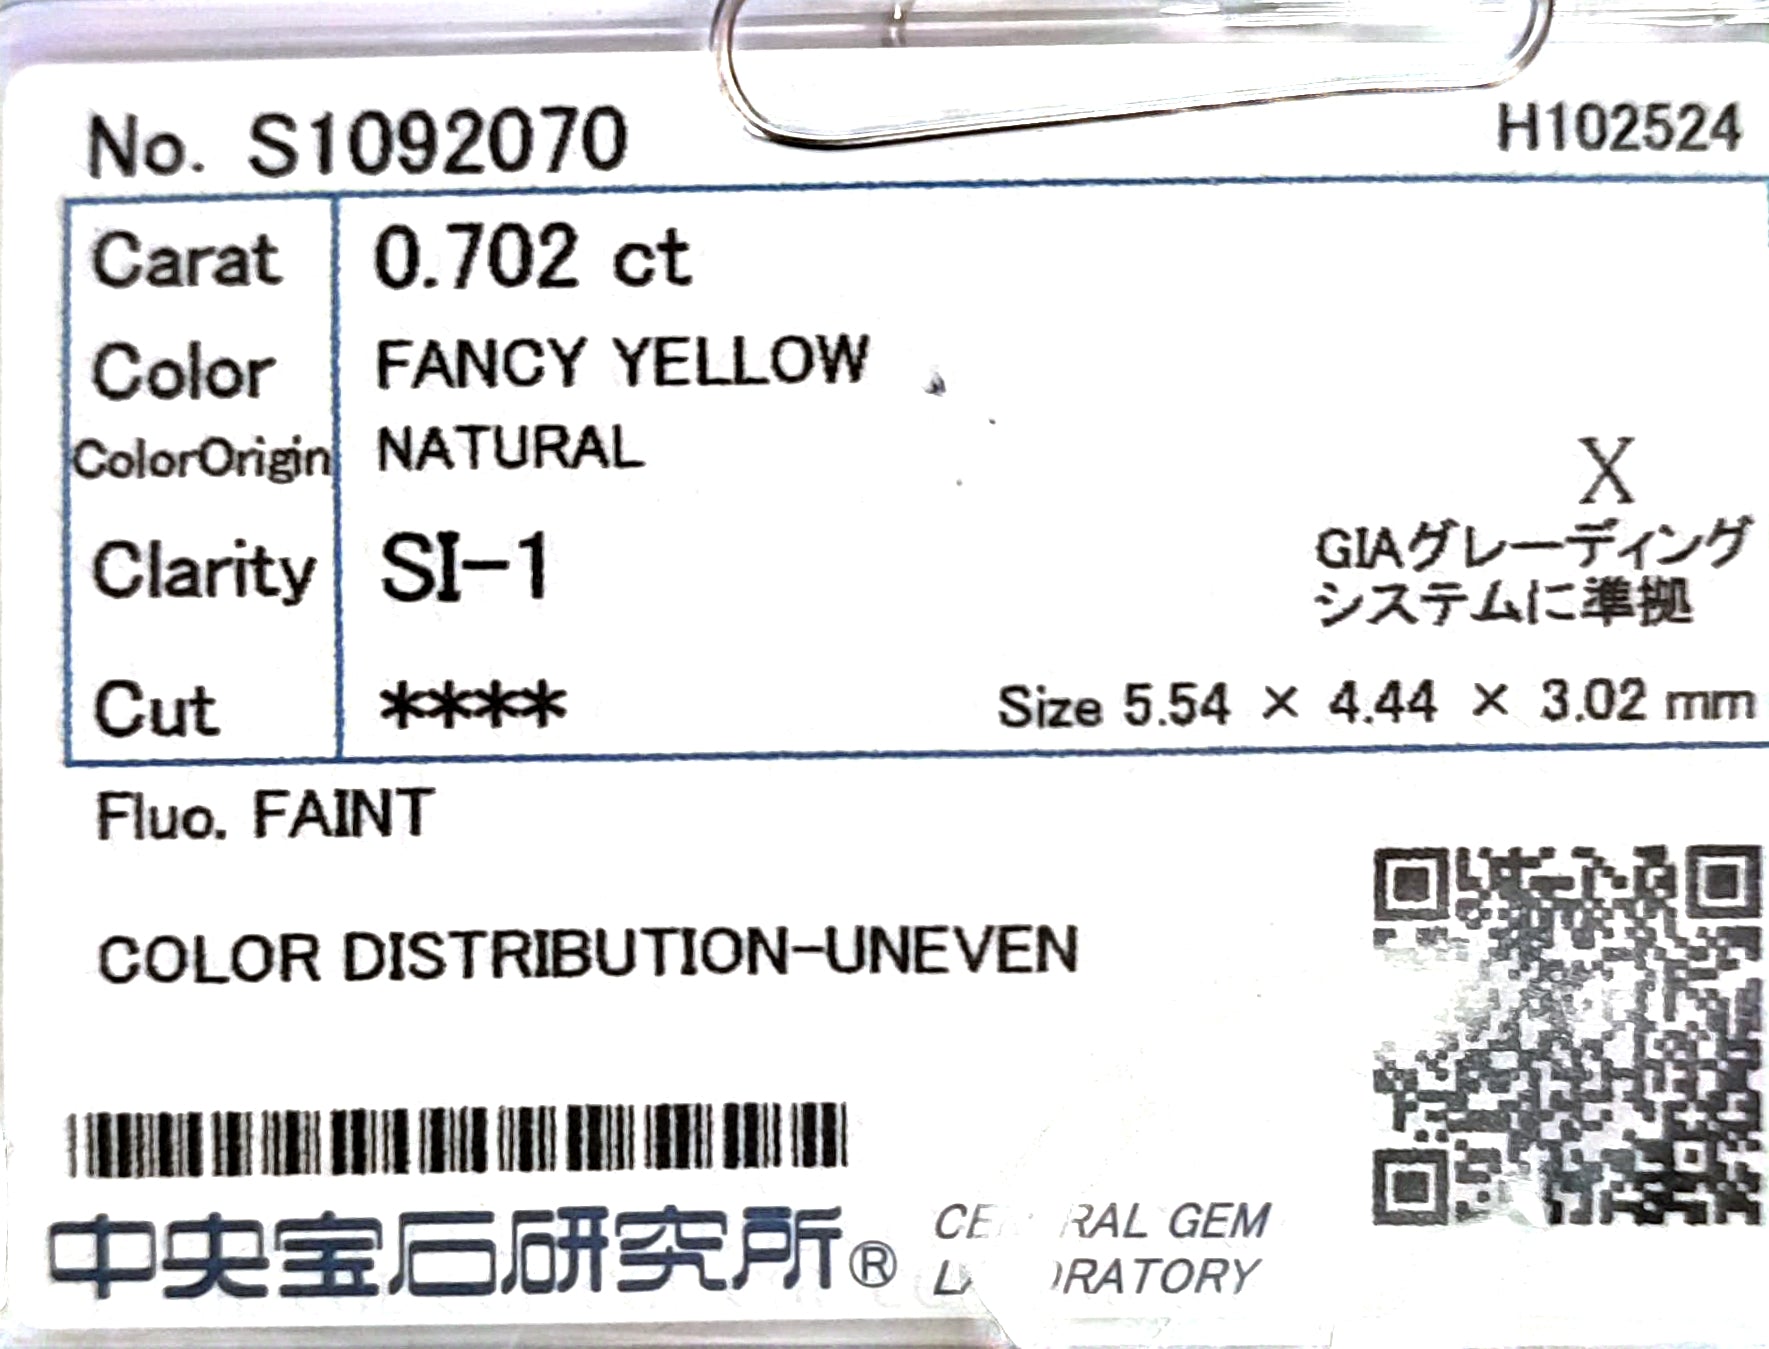 No. S1092070
H102524
Carat 0.702 ct
Color FANCY YELLOW
ColorOrigin NATURAL
X
Clarity SI-1
GIAグレーディング
システムに準拠
Cut ****
Size 5.54 × 4.44 × 3.02 mm
Fluo. FAINT
COLOR DISTRIBUTION-UNEVEN
中央宝石研究所®
GEM